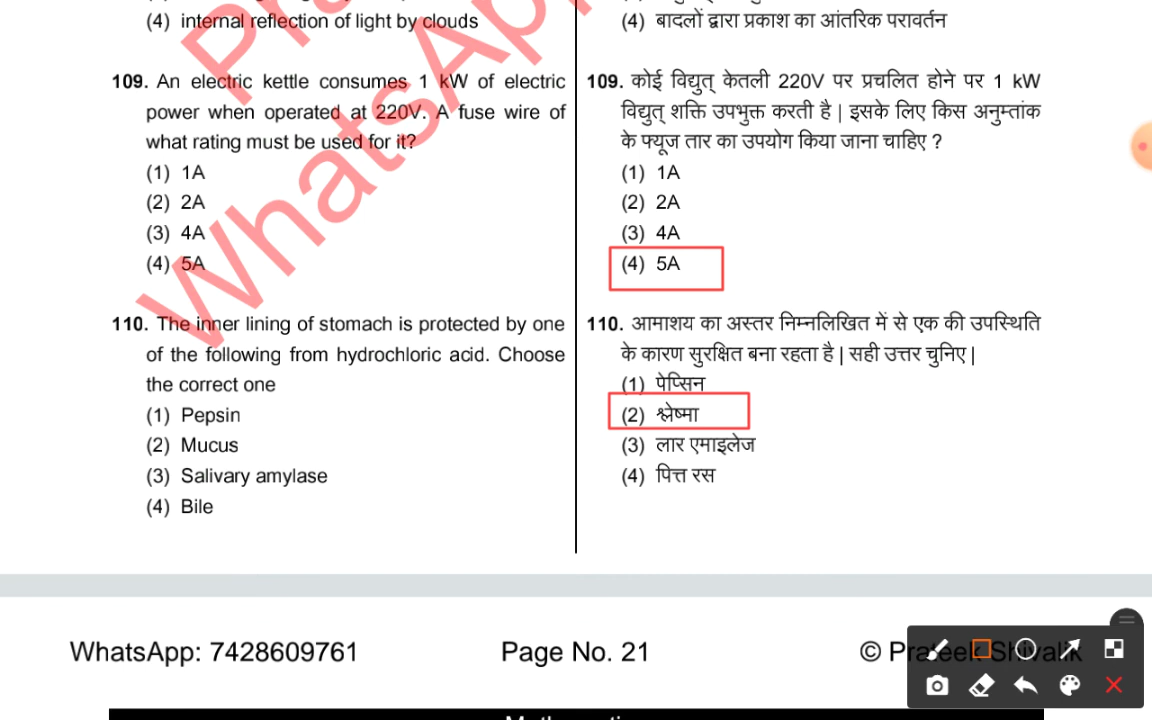 (4) internal reflection of light by clouds
109. An electric kettle consumes 1 kW of electric
power when operated at 220V. A fuse wire of
what rating must be used for it?
(1) 1A
(2) 2A
(3) 4A
(4) 5A
110. The inner lining of stomach is protected by one
of the following from hydrochloric acid. Choose
the correct one
(1) Pepsin
(2) Mucus
(3) Salivary amylase
(4) Bile
(4) बादलों द्वारा प्रकाश का आंतरिक परावर्तन
109. कोई विद्युत् केतली 220V पर प्रचलित होने पर 1 kW
विद्युत् शक्ति उपभुक्त करती है | इसके लिए किस अनुमतांक
के फ्यूज तार का उपयोग किया जाना चाहिए ?
(1) 1A
(2) 2A
(3) 4A
(4) 5A
110. आमाशय का अस्तर निम्नलिखित में से एक की उपस्थिति
के कारण सुरक्षित बना रहता है | सही उत्तर चुनिए |
(1) पेप्सिन
(2) श्लेष्मा
(3) लार एमाइलेज
(4) पित्त रस
WhatsApp
WhatsApp: 7428609761
Page No. 21
© Prateek Shivalik